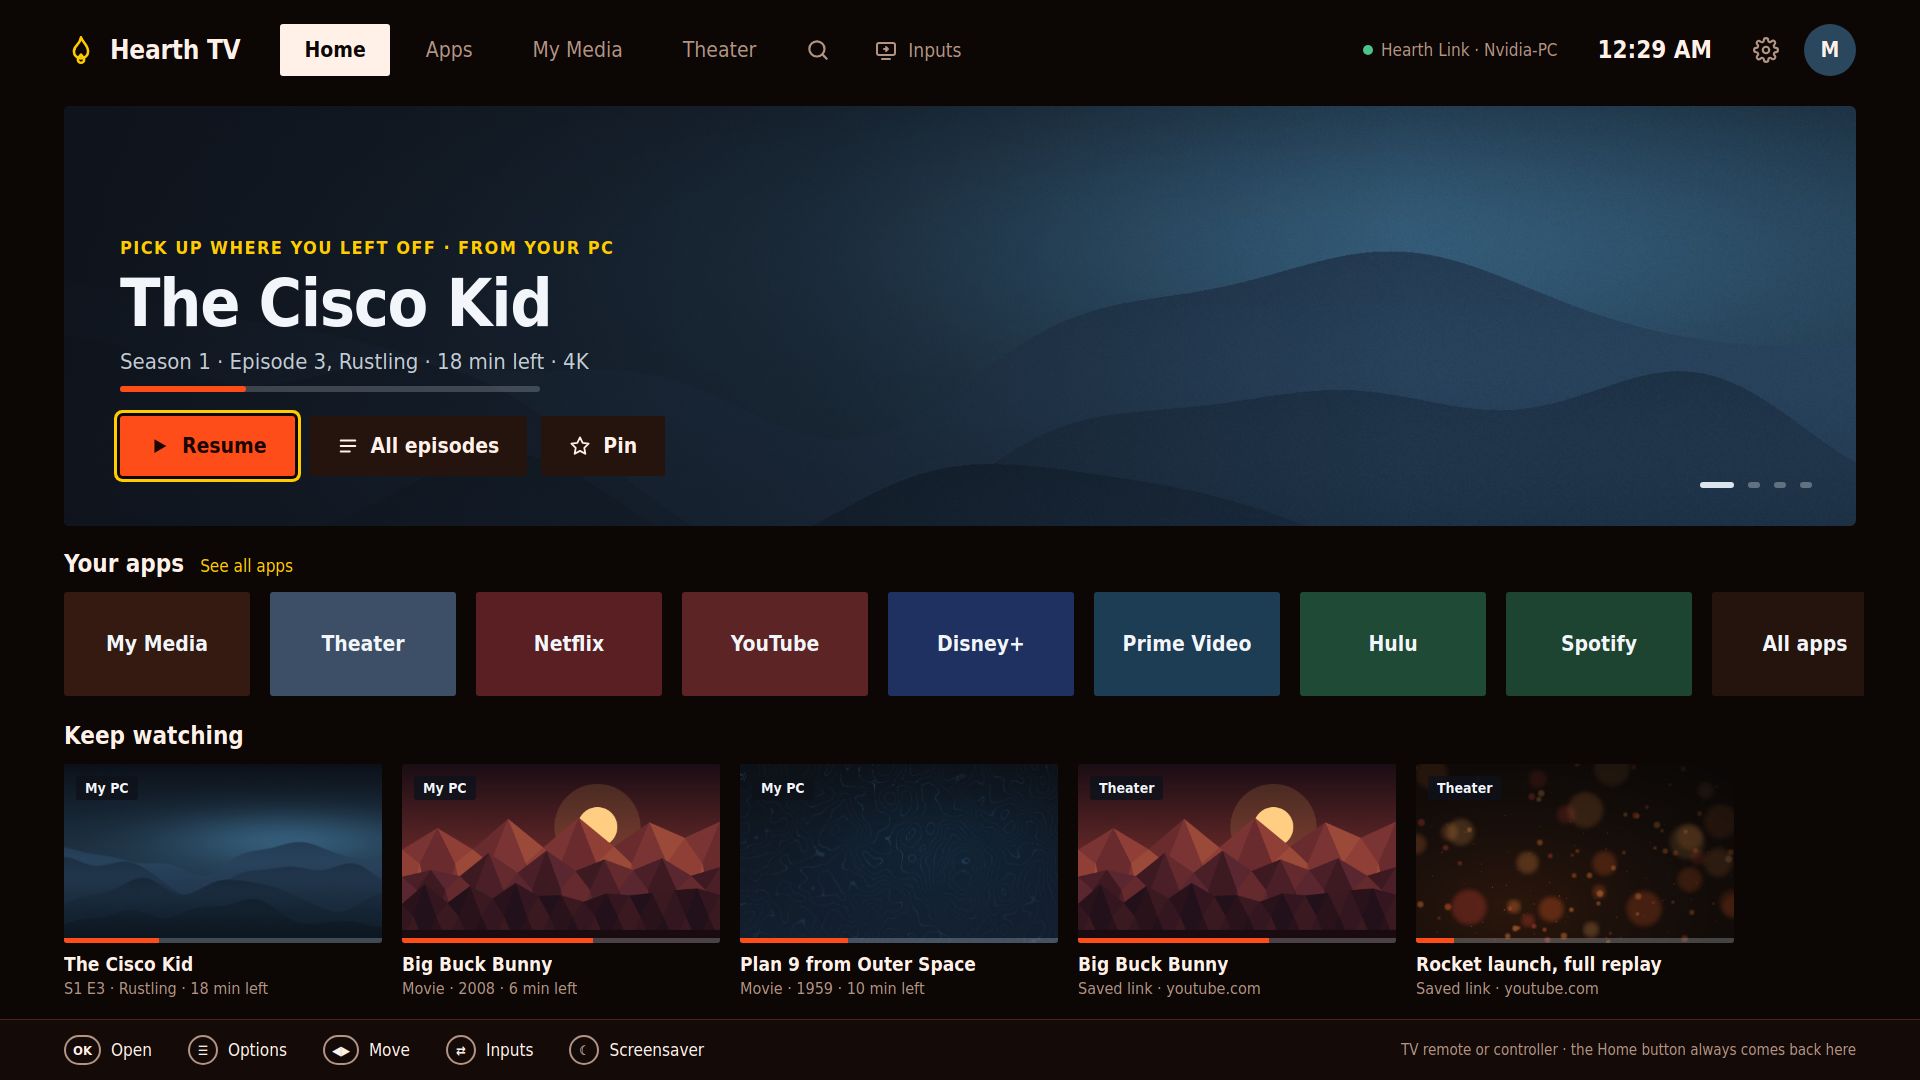 Hearth TV
Home
Apps
My Media
Theater
Inputs
Hearth Link · Nvidia-PC
12:29 AM
M
PICK UP WHERE YOU LEFT OFF · FROM YOUR PC
The Cisco Kid
Season 1 · Episode 3, Rustling · 18 min left · 4K
Resume
All episodes
Pin
Your apps
See all apps
My Media
Theater
Netflix
YouTube
Disney+
Prime Video
Hulu
Spotify
All apps
Keep watching
My PC
My PC
My PC
Theater
Theater
The Cisco Kid
S1 E3 · Rustling · 18 min left
Big Buck Bunny
Movie · 2008 · 6 min left
Plan 9 from Outer Space
Movie · 1959 · 10 min left
Big Buck Bunny
Saved link · youtube.com
Rocket launch, full replay
Saved link · youtube.com
OK Open
Options
Move
Inputs
Screensaver
TV remote or controller · the Home button always comes back here